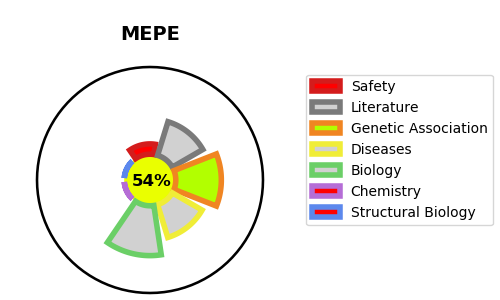 MEPE
54%
Safety
Literature
Genetic Association
Diseases
Biology
Chemistry
Structural Biology